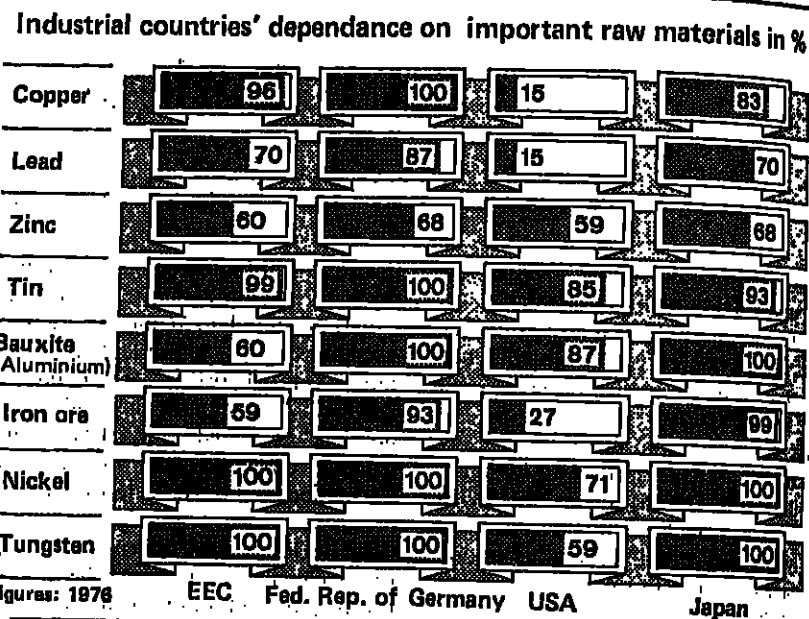 Industrial countries' dependance on important raw materials in %
Copper 96 100 15 83
Lead 70 87 15 70
Zinc 60 68 59 68
Tin 99 100 85 93
Bauxite
Aluminium) 60 100 87 100
Iron ore 59 93 27 99
Nickel 100 100 71 100
Tungsten 100 100 59 100
igures: 1976 EEC Fed. Rep. of Germany USA Japan